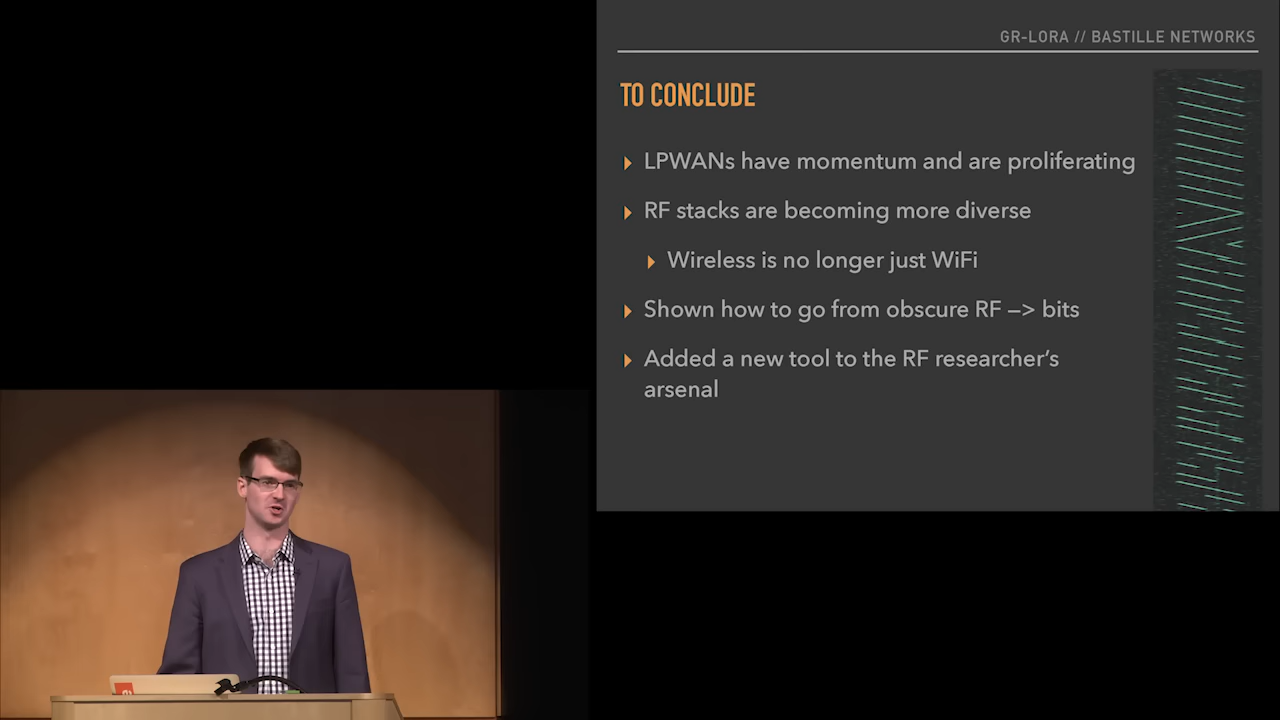 GR-LORA // BASTILLE NETWORKS
TO CONCLUDE
LPWANs have momentum and are proliferating
RF stacks are becoming more diverse
Wireless is no longer just WiFi
Shown how to go from obscure RF —> bits
Added a new tool to the RF researcher’s
arsenal